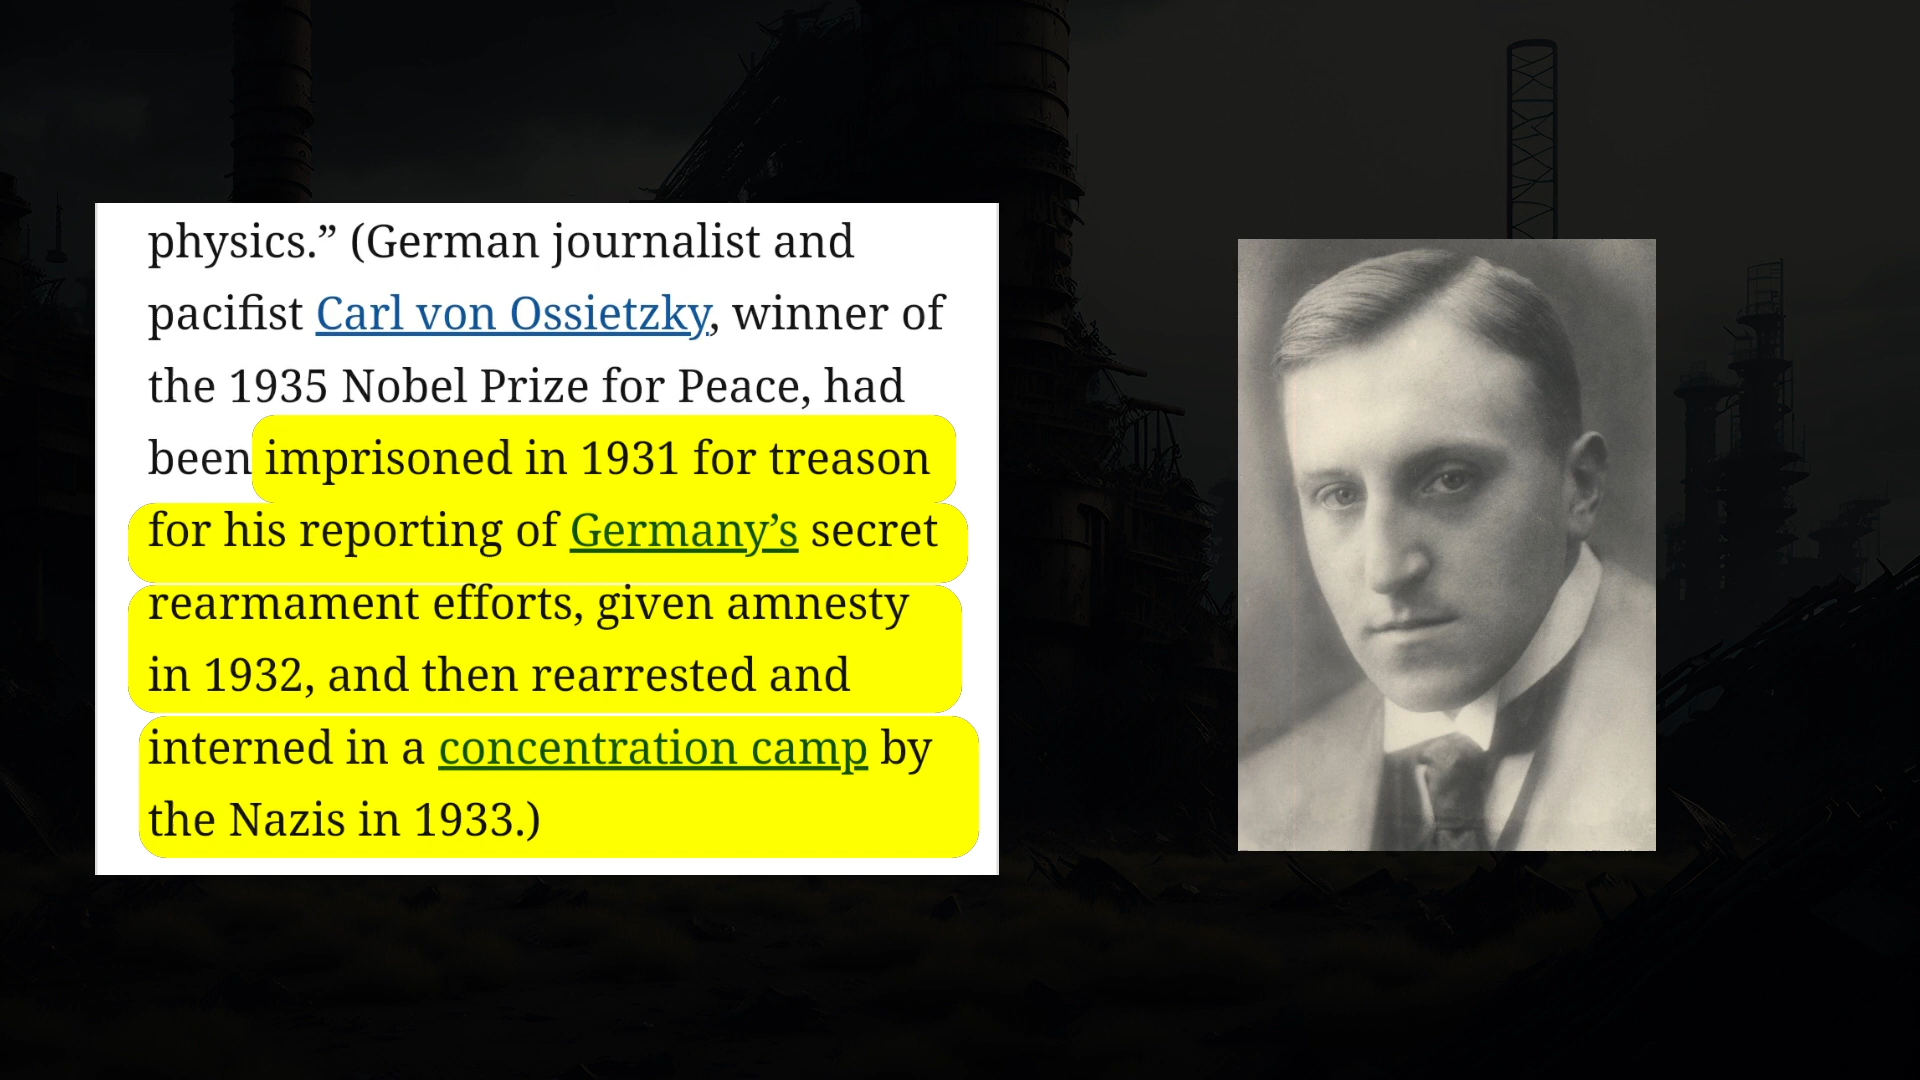 physics.” (German journalist and
pacifist Carl von Ossietzky, winner of
the 1935 Nobel Prize for Peace, had
been imprisoned in 1931 for treason
for his reporting of Germany’s secret
rearmament efforts, given amnesty
in 1932, and then rearrested and
interned in a concentration camp by
the Nazis in 1933.)